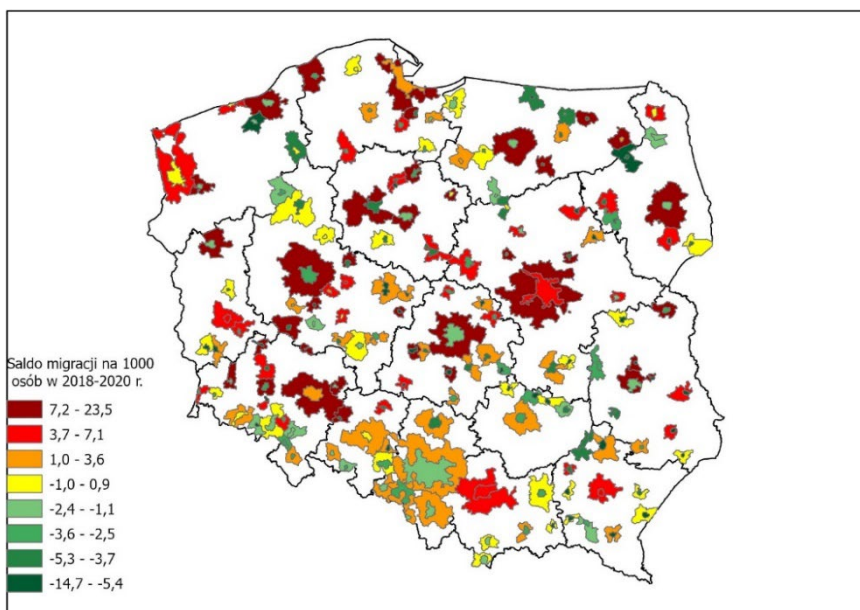 Saldo migracji na 1000
osób w 2018-2020 r.
7,2 - 23,5
3,7 - 7,1
1,0 - 3,6
-1,0 - 0,9
-2,4 - -1,1
-3,6 - -2,5
-5,3 - -3,7
-14,7 - -5,4